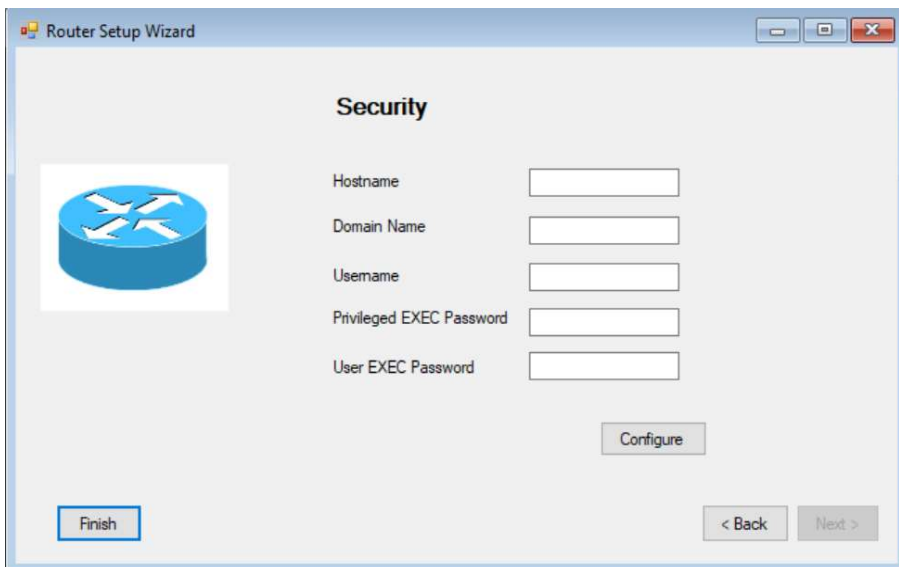 Router Setup Wizard
Security
Hostname
Domain Name
Username
Privileged EXEC Password
User EXEC Password
Configure
Finish
< Back
Next >